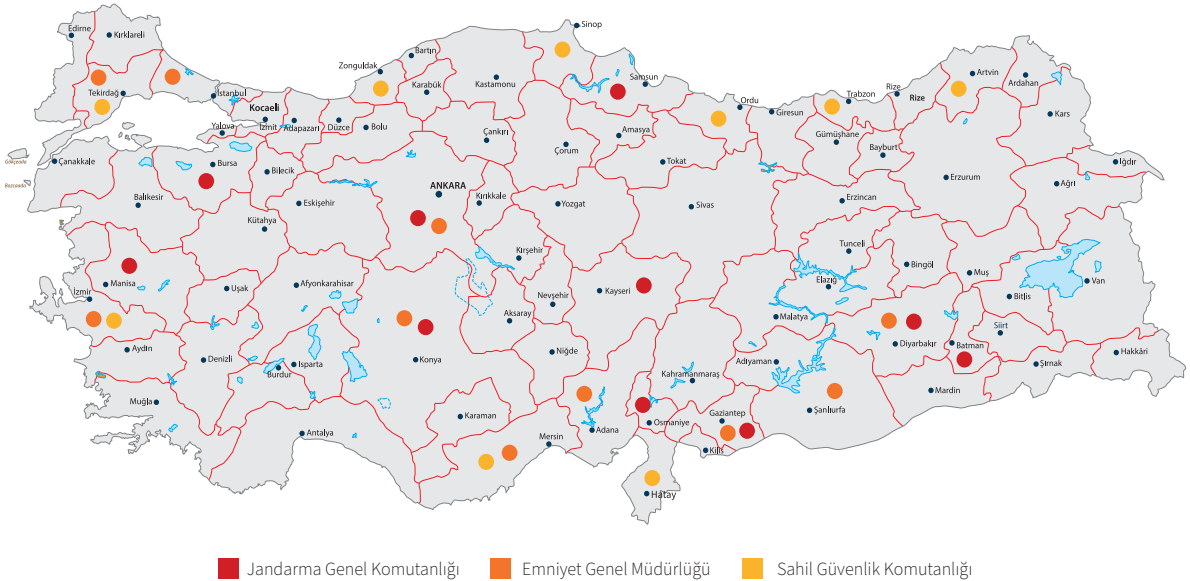 Sinop
Edirne
Kırklareli
Bartın
Zonguldak
Kastamonu
Samsun
Artvin
Ardahan
Karabük
Tekirdağ
İstanbul
Kocaeli
Ordu
Trabzon
Rize
Rize
Giresun
Kars
Yalova
İzmit
Adapazarı
Düzce
Bolu
Çankırı
Amasya
Gümüşhane
Çorum
Bayburt
Gökçeada
Çanakkale
Bursa
Bilecik
Tokat
Iğdır
Bozcaada
Balıkesir
ANKARA
Kırıkkale
Yozgat
Sivas
Erzincan
Erzurum
Ağrı
Eskişehir
Kütahya
Tunceli
Kırşehir
Bingöl
Muş
Van
Manisa
İzmir
Uşak
Afyonkarahisar
Nevşehir
Kayseri
Elazığ
Bitlis
Aksaray
Malatya
Siirt
Aydın
Denizli
Isparta
Burdur
Konya
Niğde
Kahramanmaraş
Adıyaman
Diyarbakır
Batman
Şırnak
Hakkâri
Muğla
Karaman
Gaziantep
Şanlıurfa
Mardin
Antalya
Mersin
Adana
Osmaniye
Kilis
Hatay
Jandarma Genel Komutanlığı
Emniyet Genel Müdürlüğü
Sahil Güvenlik Komutanlığı